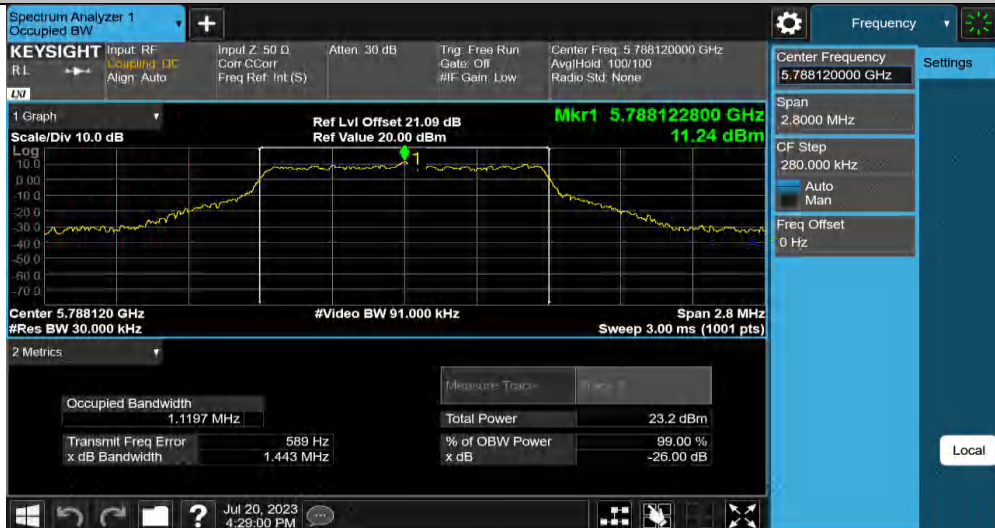 Spectrum Analyzer 1
Occupied BW
+
Frequency
KEYSIGHT
RL
LXI
Input: RF
Coupling: DC
Align: Auto
Input Z: 50 Ω
Corr CCorr
Freq Ref: Int (S)
Atten: 30 dB
Trig: Free Run
Gate: Off
#IF Gain: Low
Center Freq: 5.788120000 GHz
Avg|Hold: 100/100
Radio Std: None
Center Frequency
5.788120000 GHz
Settings
Span
2.8000 MHz
CF Step
280.000 kHz
Auto
Man
Freq Offset
0 Hz
1 Graph
Scale/Div 10.0 dB
Ref Lvl Offset 21.09 dB
Ref Value 20.00 dBm
Mkr1 5.788122800 GHz
11.24 dBm
Log
10.0
0.00
-10.0
-20.0
-30.0
-40.0
-50.0
-60.0
-70.0
1
Center 5.788120 GHz
#Res BW 30.000 kHz
#Video BW 91.000 kHz
Span 2.8 MHz
Sweep 3.00 ms (1001 pts)
2 Metrics
Measure Trace
Occupied Bandwidth
1.1197 MHz
Total Power 23.2 dBm
Transmit Freq Error 589 Hz
% of OBW Power 99.00 %
x dB Bandwidth 1.443 MHz
x dB -26.00 dB
Local
?
Jul 20, 2023
4:29:00 PM